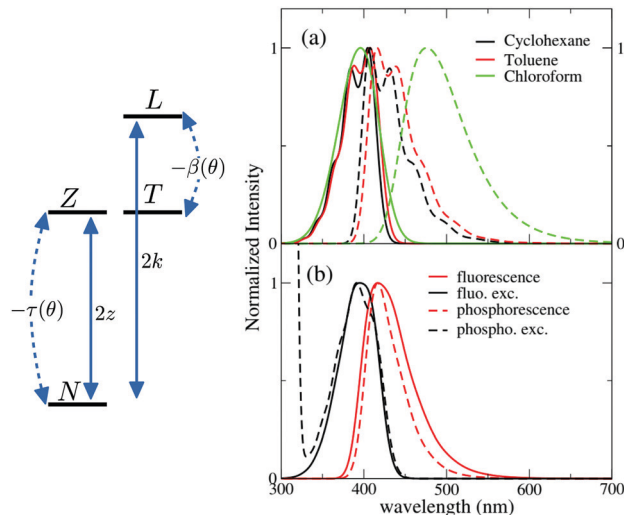 L
−β(θ)
Z
T
2k
−τ(θ)
2z
N
Normalized Intensity
(a)
Cyclohexane
Toluene
Chloroform
1
1
0
0
(b)
fluorescence
fluo. exc.
phosphorescence
phospho. exc.
1
1
0
300
400
500
600
700
wavelength (nm)